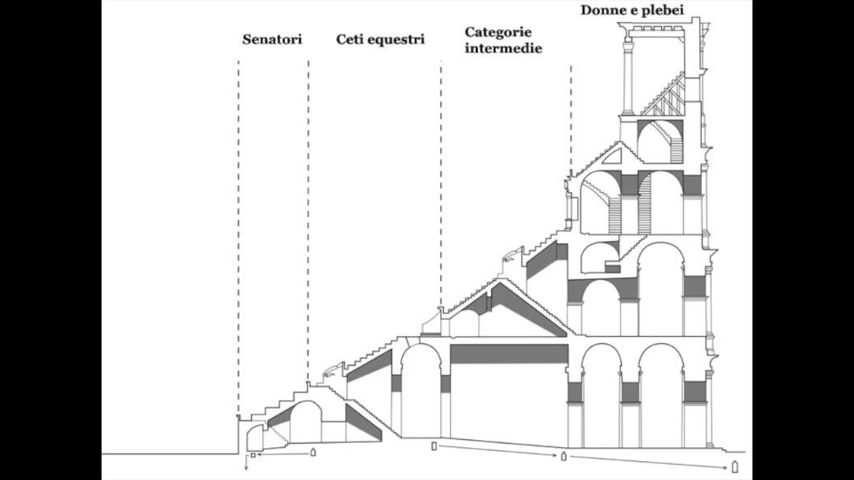 Senatori
Ceti equestri
Categorie
intermedie
Donne e plebei